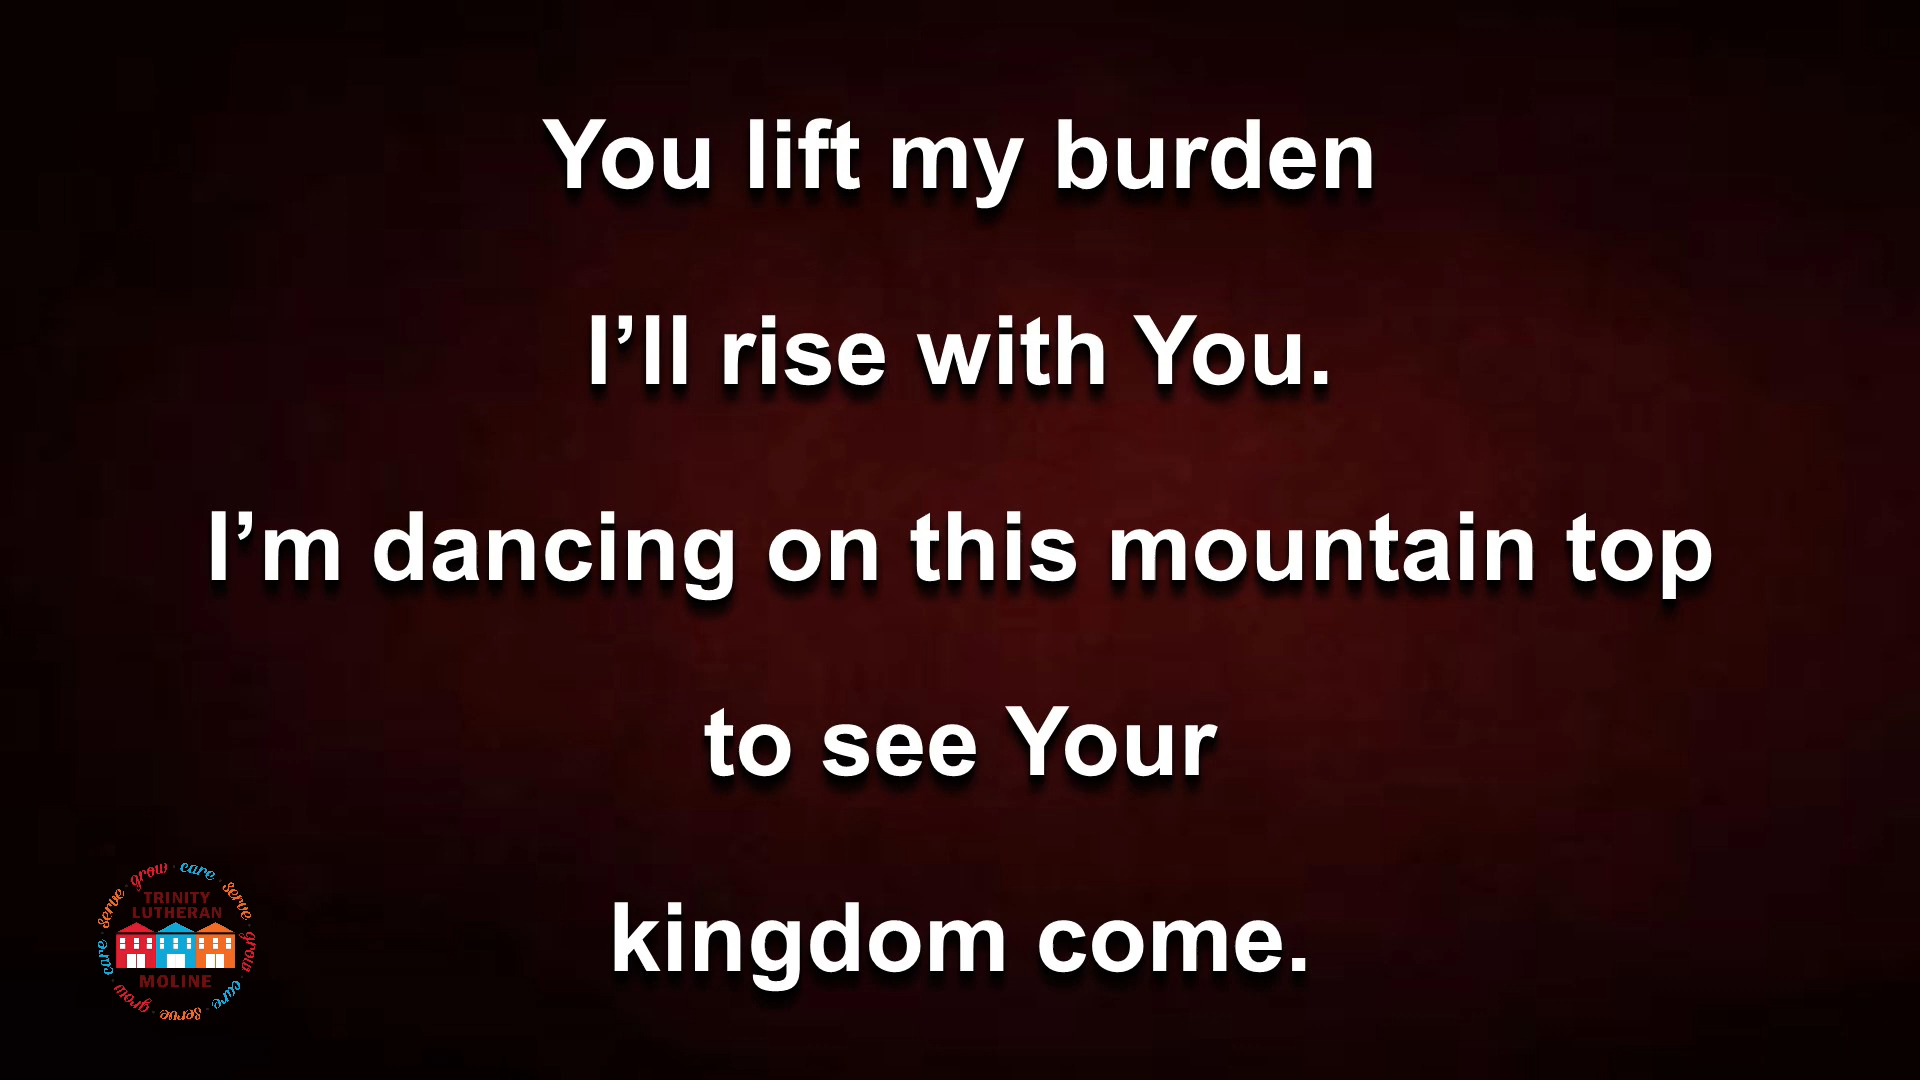 You lift my burden
I’ll rise with You.
I’m dancing on this mountain top
to see Your
kingdom come.
grow · care · serve · grow · care · serve · grow · care · serve
TRINITY
LUTHERAN
MOLINE